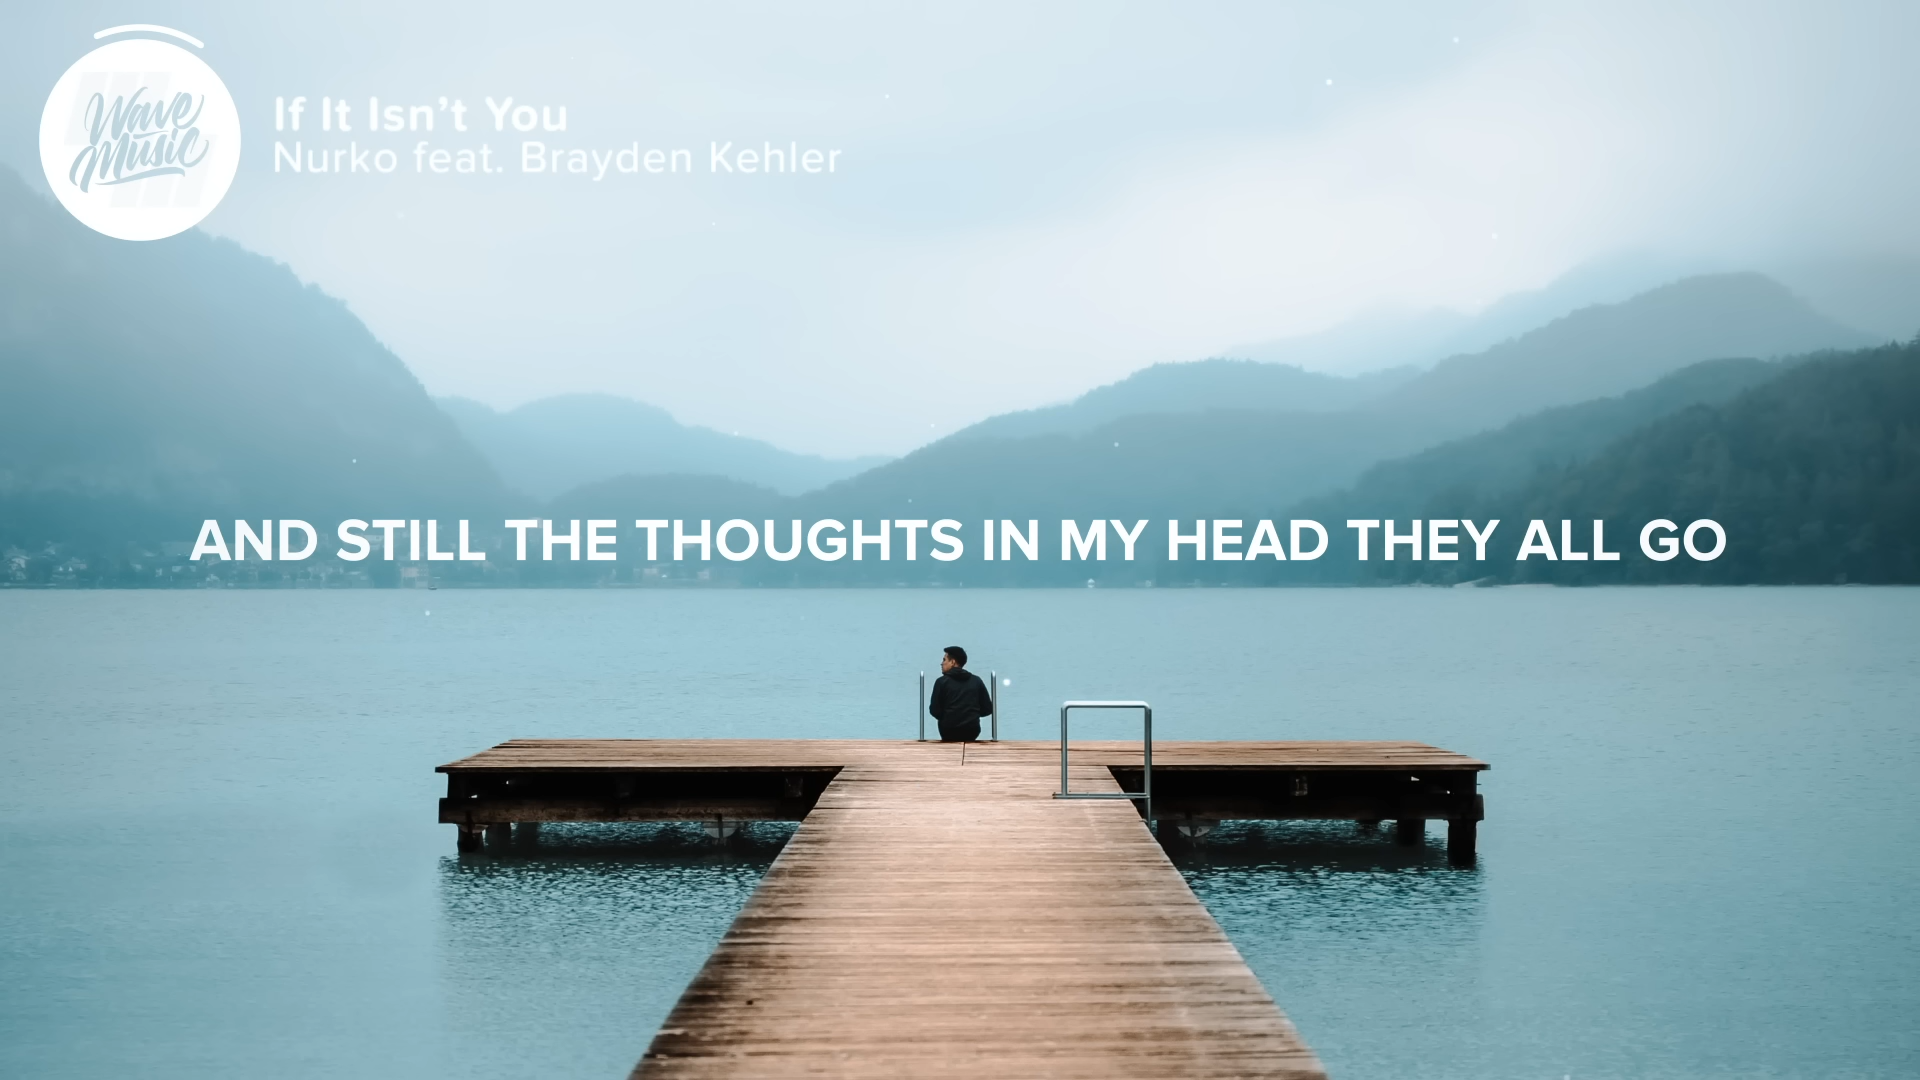 Wave
Music
If It Isn't You
Nurko feat. Brayden Kehler
AND STILL THE THOUGHTS IN MY HEAD THEY ALL GO